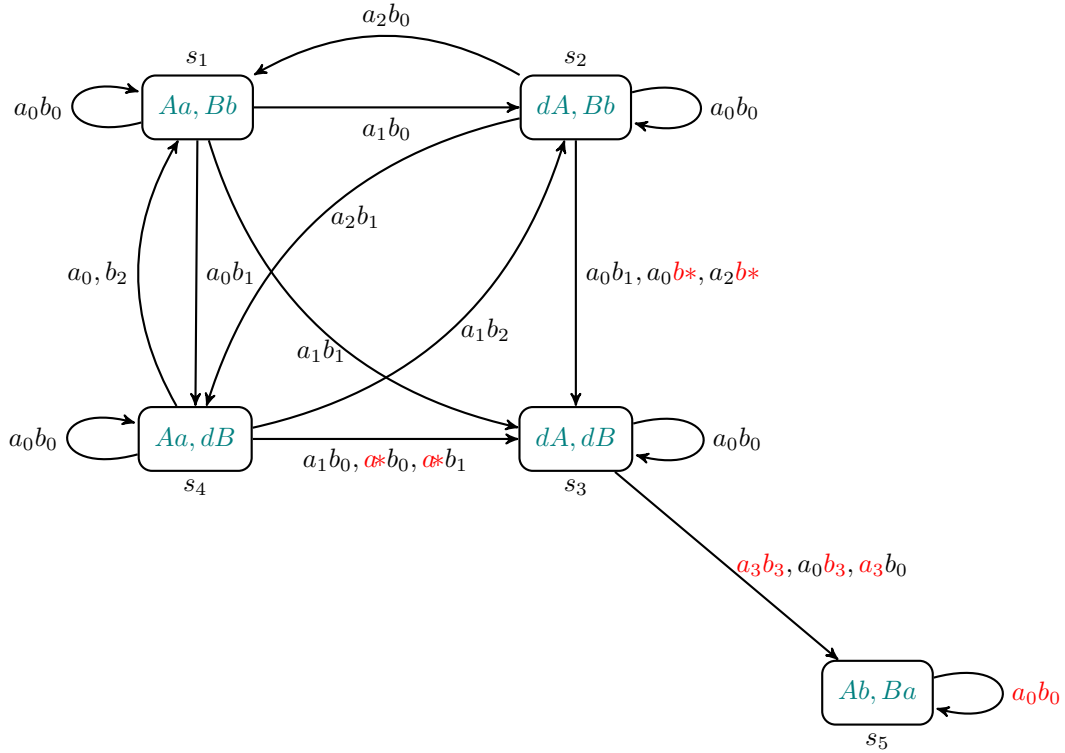 a₂b₀
s₁
s₂
a₀b₀
Aa, Bb
dA, Bb
a₀b₀
a₁b₀
a₂b₁
a₀, b₂
a₀b₁
a₀b₁, a₀b*, a₂b*
a₁b₂
a₁b₁
a₀b₀
Aa, dB
dA, dB
a₀b₀
a₁b₀, a*b₀, a*b₁
s₄
s₃
a₃b₃, a₀b₃, a₃b₀
Ab, Ba
a₀b₀
s₅